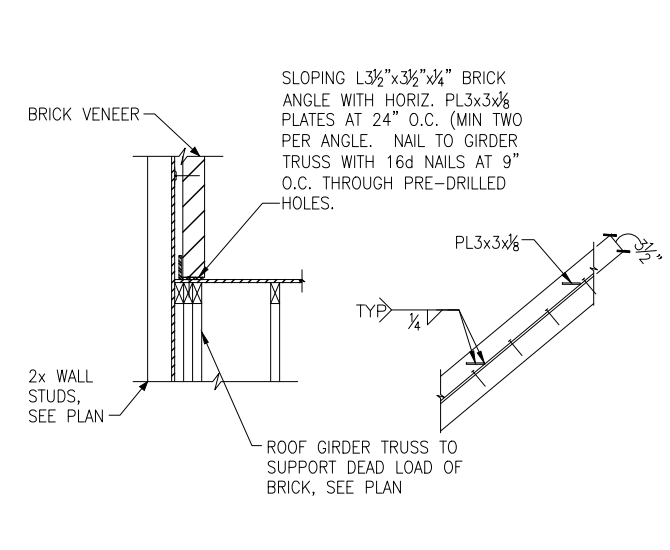 SLOPING L3½"x3½"x¼" BRICK
ANGLE WITH HORIZ. PL3x3x⅛
PLATES AT 24" O.C. (MIN TWO
PER ANGLE. NAIL TO GIRDER
TRUSS WITH 16d NAILS AT 9"
O.C. THROUGH PRE-DRILLED
HOLES.
BRICK VENEER
PL3x3x⅛
3½"
TYP
¼
2x WALL
STUDS,
SEE PLAN
ROOF GIRDER TRUSS TO
SUPPORT DEAD LOAD OF
BRICK, SEE PLAN